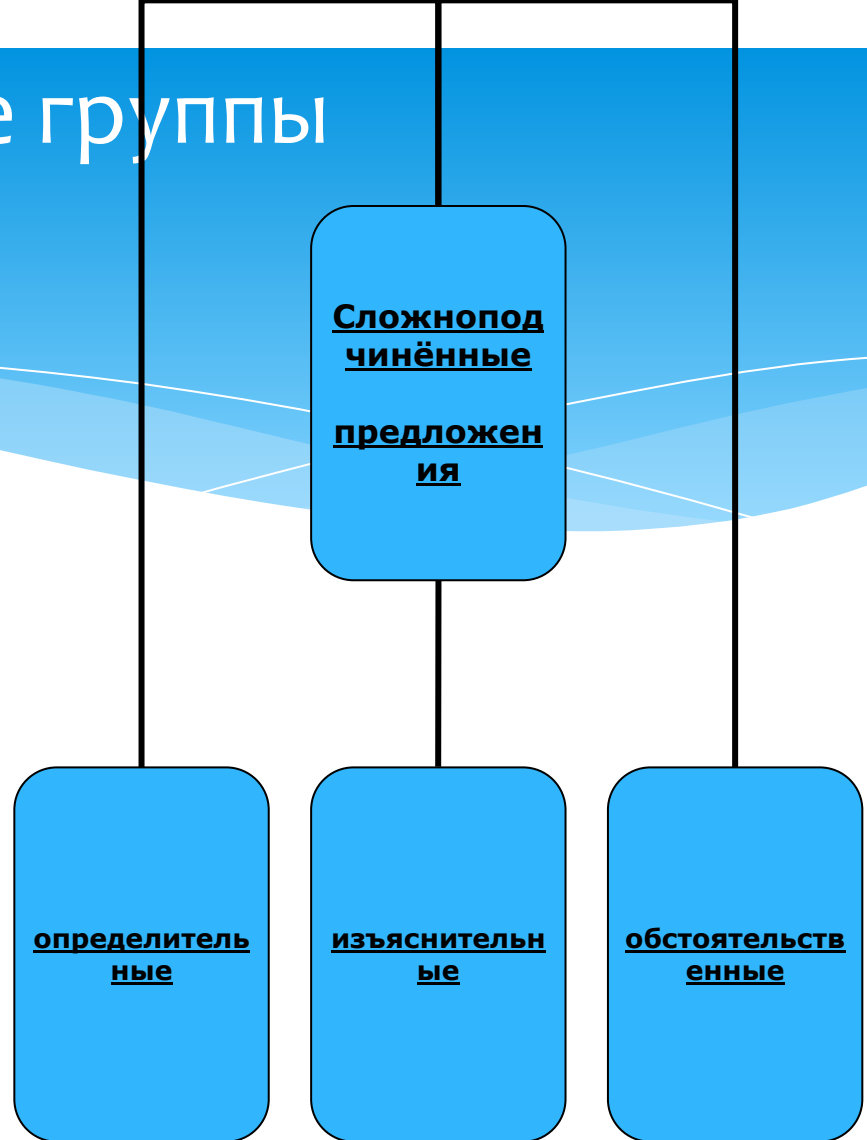 е группы
Сложнопод
чинённые
предложен
ия
определитель
ные
изъяснительн
ые
обстоятельств
енные